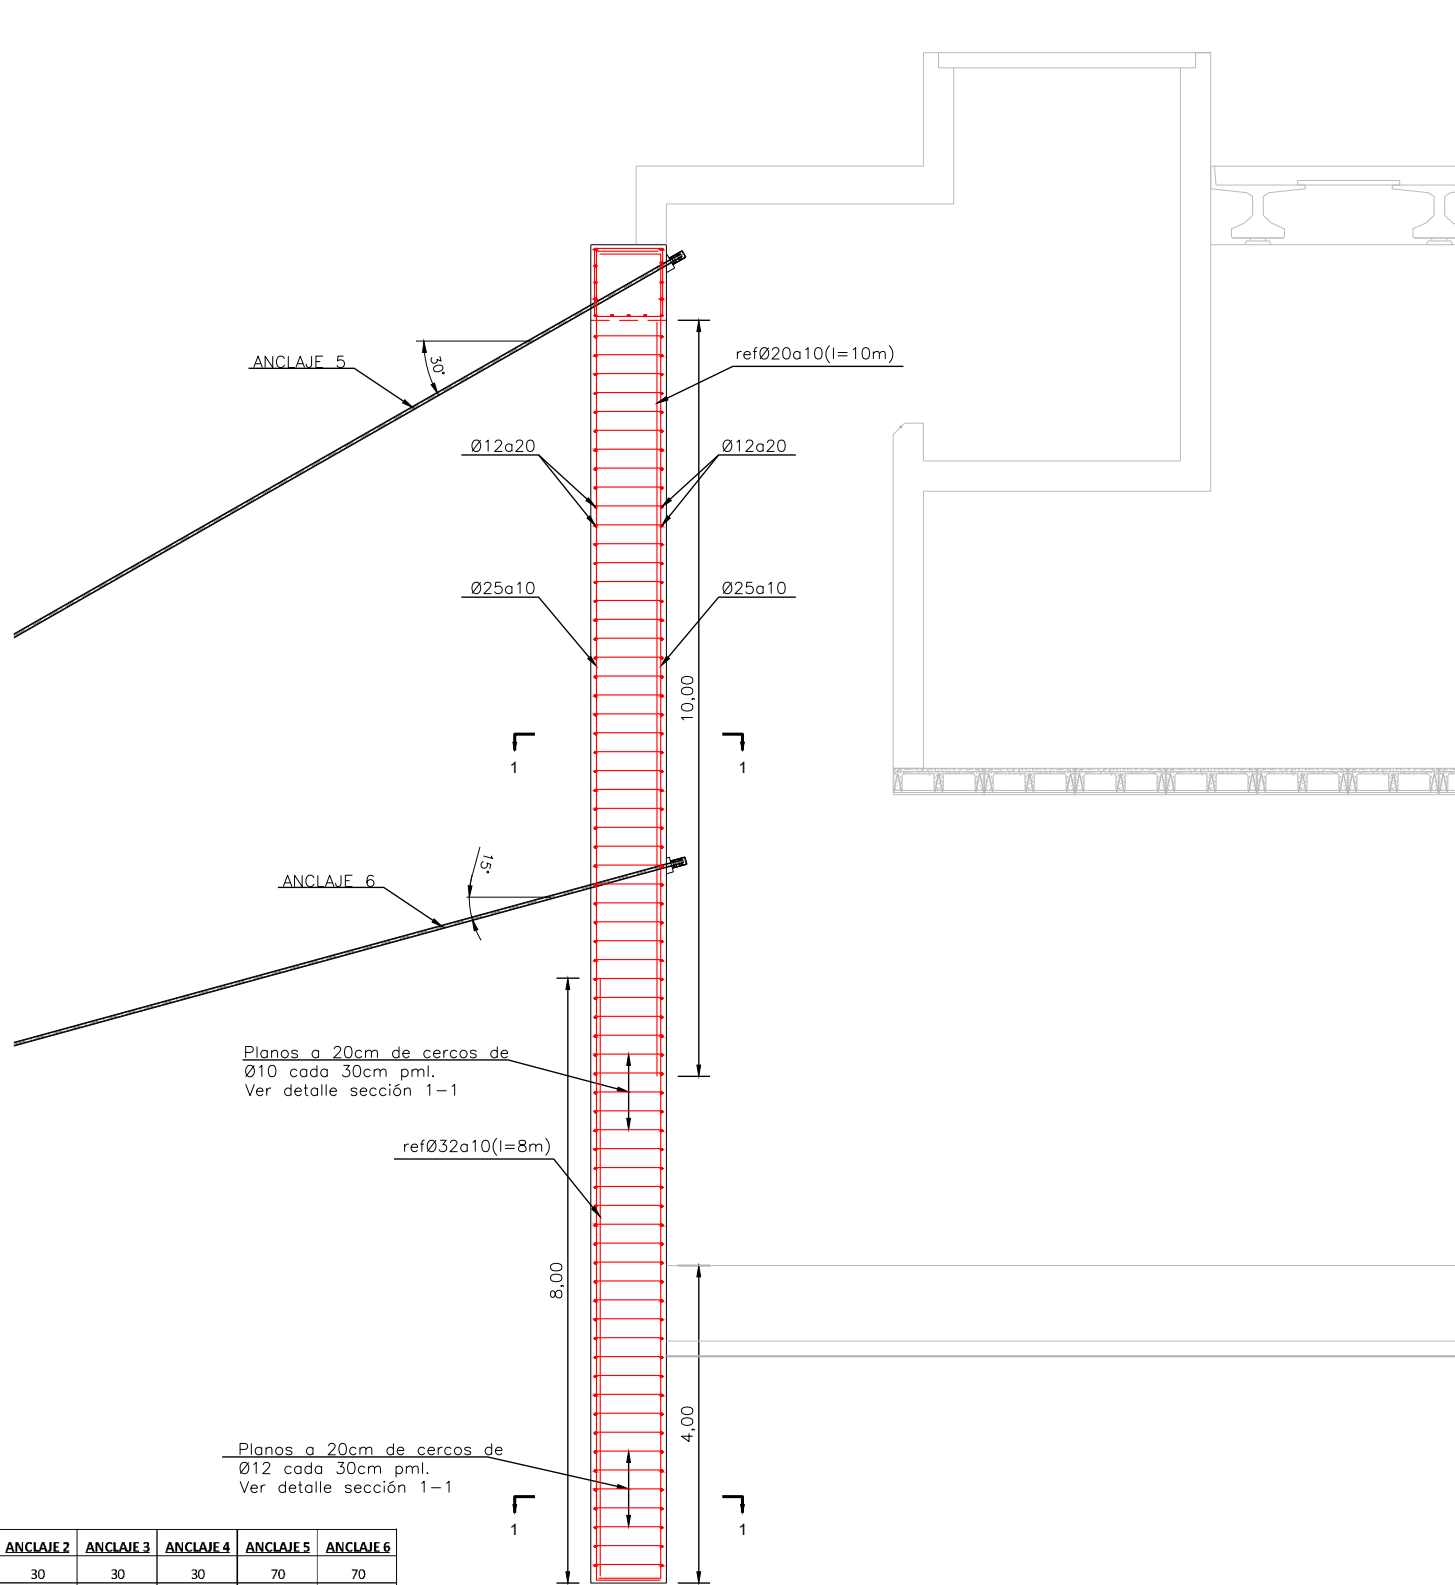 ANCLAJE 5
30°
refØ20a10(l=10m)
Ø12a20
Ø12a20
Ø25a10
Ø25a10
10,00
1
1
ANCLAJE 6
15°
Planos a 20cm de cercos de
Ø10 cada 30cm pml.
Ver detalle sección 1-1
refØ32a10(l=8m)
8,00
4,00
Planos a 20cm de cercos de
Ø12 cada 30cm pml.
Ver detalle sección 1-1
1
1
ANCLAJE 2 ANCLAJE 3 ANCLAJE 4 ANCLAJE 5 ANCLAJE 6
30 30 30 70 70